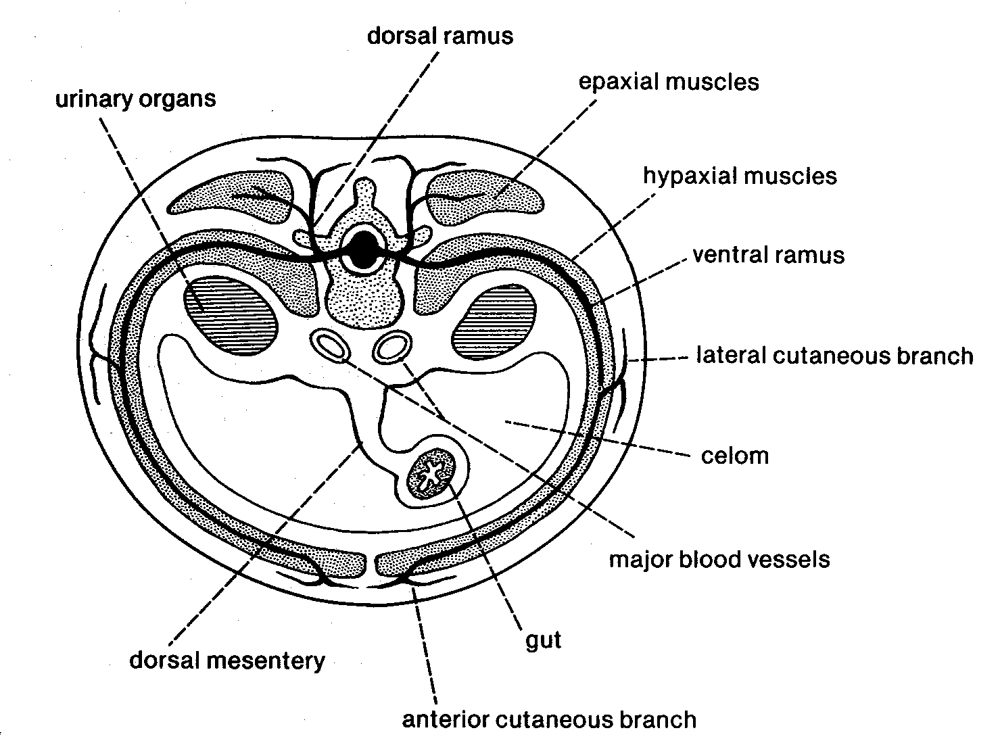 dorsal ramus
epaxial muscles
urinary organs
hypaxial muscles
ventral ramus
lateral cutaneous branch
celom
major blood vessels
gut
dorsal mesentery
anterior cutaneous branch